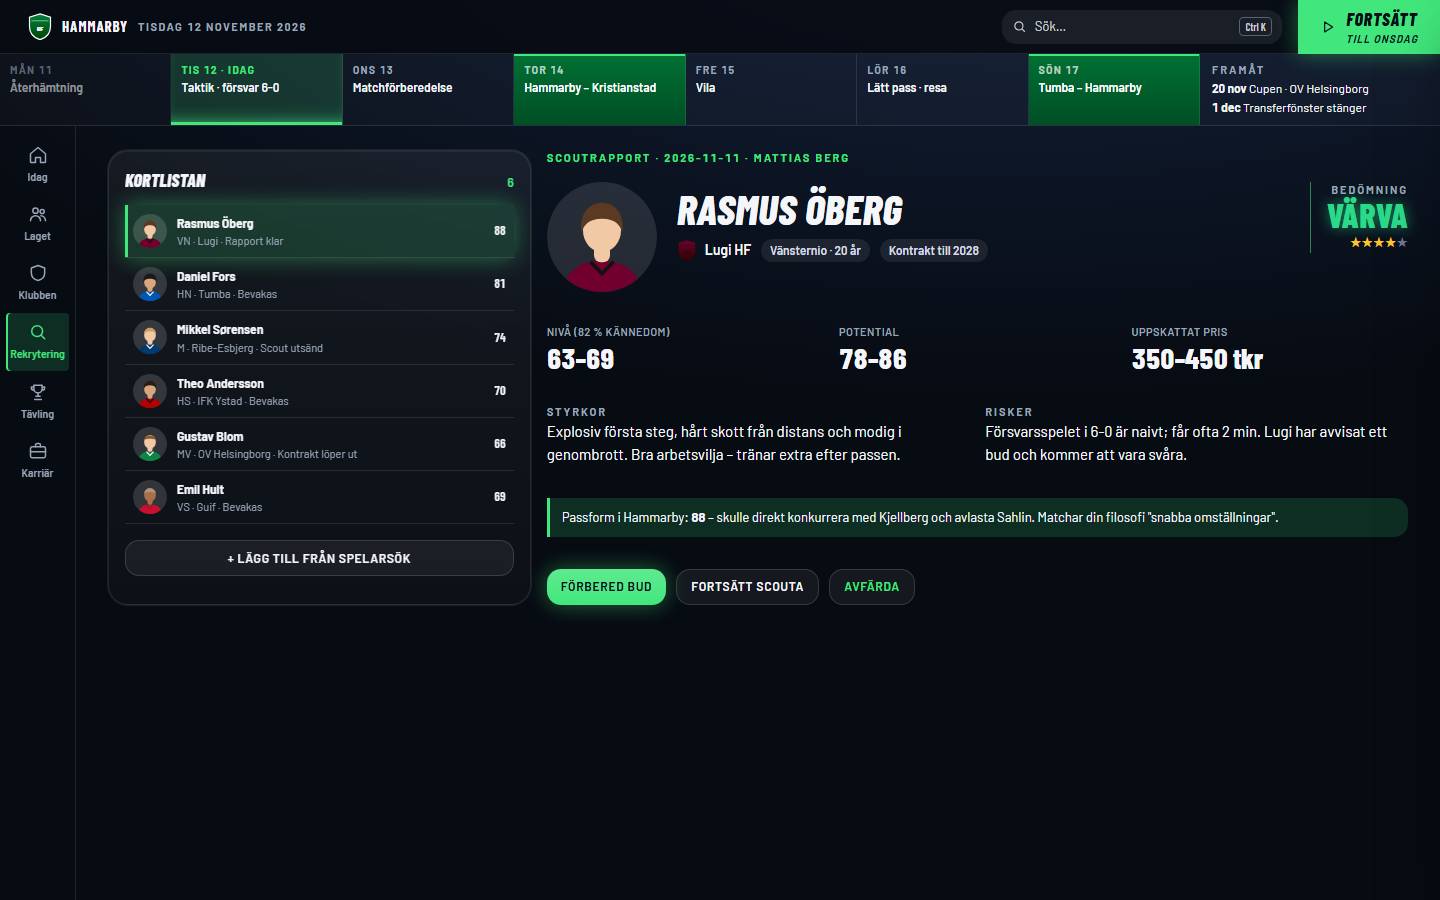 HAMMARBY TISDAG 12 NOVEMBER 2026
Sök... Ctrl K
FORTSÄTT
TILL ONSDAG
MÅN 11
Återhämtning
TIS 12 · IDAG
Taktik · försvar 6-0
ONS 13
Matchförberedelse
TOR 14
Hammarby – Kristianstad
FRE 15
Vila
LÖR 16
Lätt pass · resa
SÖN 17
Tumba – Hammarby
FRAMÅT
20 nov Cupen · OV Helsingborg
1 dec Transferfönster stänger
Idag
Laget
Klubben
Rekrytering
Tävling
Karriär
KORTLISTAN 6
Rasmus Öberg
VN · Lugi · Rapport klar
88
Daniel Fors
HN · Tumba · Bevakas
81
Mikkel Sørensen
M · Ribe-Esbjerg · Scout utsänd
74
Theo Andersson
HS · IFK Ystad · Bevakas
70
Gustav Blom
MV · OV Helsingborg · Kontrakt löper ut
66
Emil Hult
VS · Guif · Bevakas
69
+ LÄGG TILL FRÅN SPELARSÖK
SCOUTRAPPORT · 2026-11-11 · MATTIAS BERG
RASMUS ÖBERG
Lugi HF Vänsternio · 20 år Kontrakt till 2028
BEDÖMNING
VÄRVA
★★★★★
NIVÅ (82 % KÄNNEDOM)
63–69
POTENTIAL
78–86
UPPSKATTAT PRIS
350–450 tkr
STYRKOR
Explosiv första steg, hårt skott från distans och modig i
genombrott. Bra arbetsvilja – tränar extra efter passen.
RISKER
Försvarsspelet i 6-0 är naivt; får ofta 2 min. Lugi har avvisat ett
bud och kommer att vara svåra.
Passform i Hammarby: 88 – skulle direkt konkurrera med Kjellberg och avlasta Sahlin. Matchar din filosofi "snabba omställningar".
FÖRBERED BUD
FORTSÄTT SCOUTA
AVFÄRDA